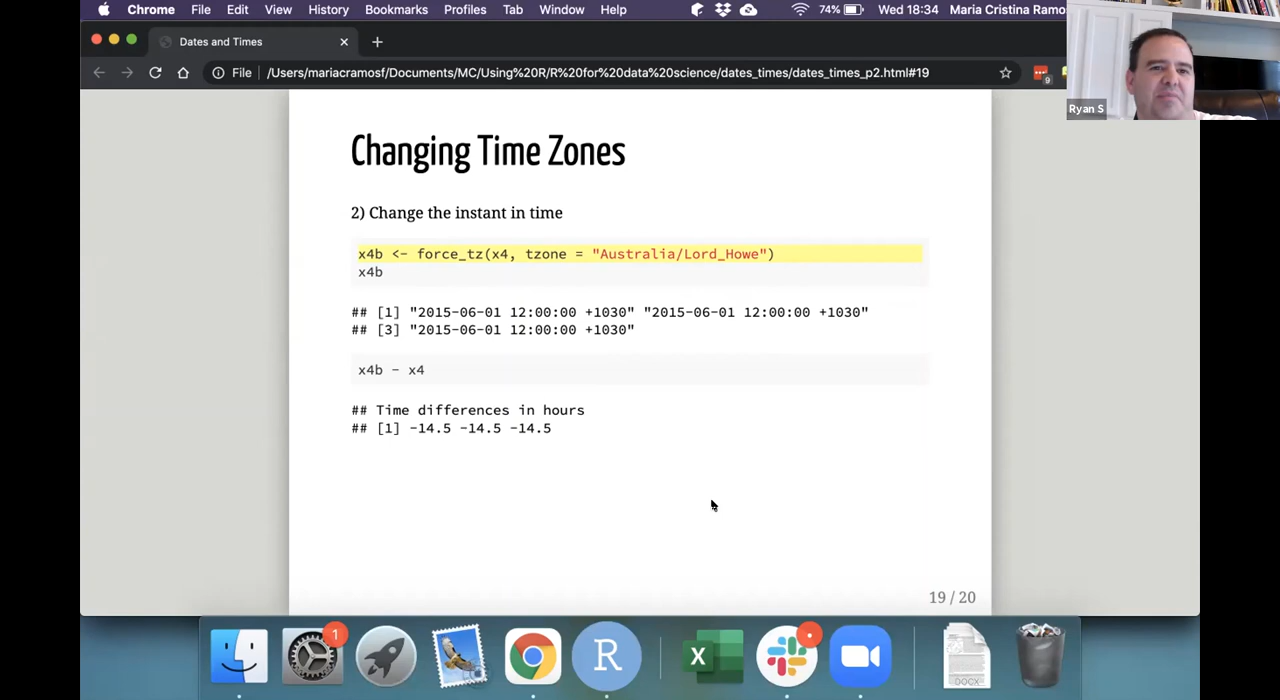 Chrome File Edit View History Bookmarks Profiles Tab Window Help 74% Wed 18:34 Maria Cristina Ramo
Dates and Times
File /Users/mariacramosf/Documents/MC/Using%20R/R%20for%20data%20science/dates_times/dates_times_p2.html#19
9
Ryan S
Changing Time Zones
2) Change the instant in time
x4b <- force_tz(x4, tzone = "Australia/Lord_Howe")
x4b
## [1] "2015-06-01 12:00:00 +1030" "2015-06-01 12:00:00 +1030"
## [3] "2015-06-01 12:00:00 +1030"
x4b - x4
## Time differences in hours
## [1] -14.5 -14.5 -14.5
19 / 20
1
R
X
DOCX